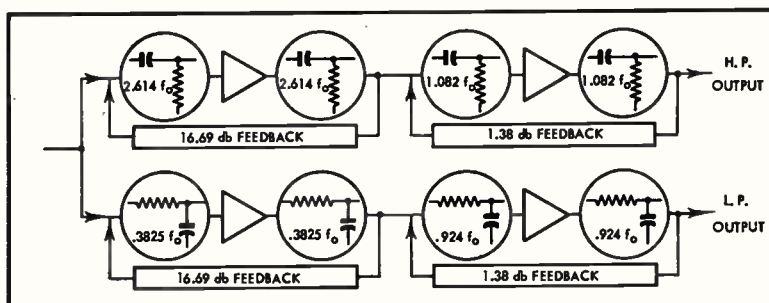 2.614 fo
2.614 fo
1.082 fo
1.082 fo
H. P.
OUTPUT
16.69 db FEEDBACK
1.38 db FEEDBACK
.3825 fo
.3825 fo
.924 fo
.924 fo
L. P.
OUTPUT
16.69 db FEEDBACK
1.38 db FEEDBACK